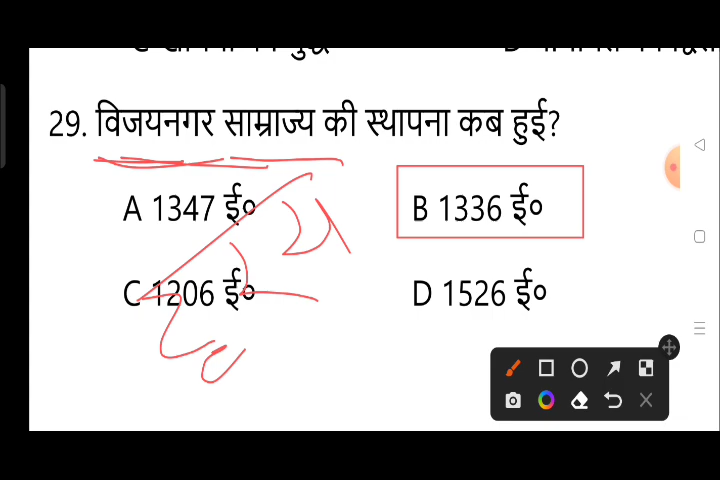 29. विजयनगर साम्राज्य की स्थापना कब हुई?
A 1347 ई०
B 1336 ई०
C 1206 ई०
D 1526 ई०